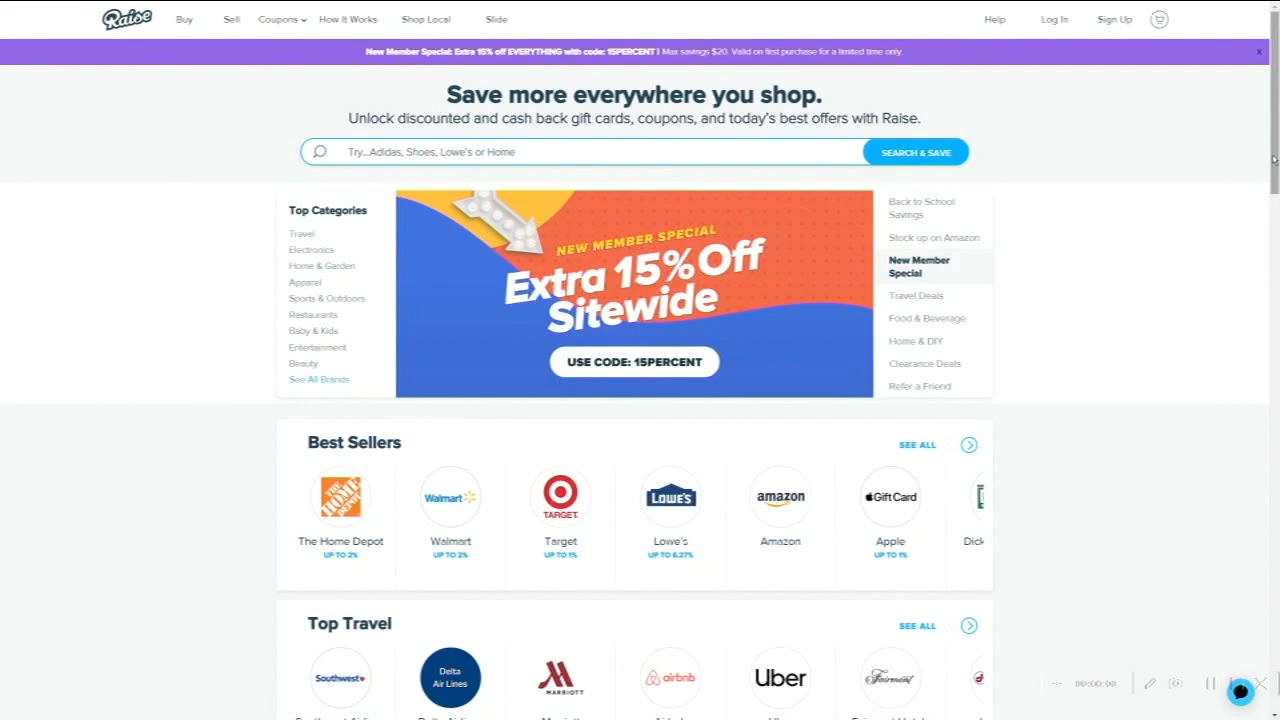 Raise Buy Sell Coupons How It Works Shop Local Slide Help Log In Sign Up
New Member Special: Extra 15% off EVERYTHING with code: 15PERCENT | Max savings $20. Valid on first purchase for a limited time only. x
Save more everywhere you shop.
Unlock discounted and cash back gift cards, coupons, and today's best offers with Raise.
Try...Adidas, Shoes, Lowe's or Home SEARCH & SAVE
Top Categories
Travel
Electronics
Home & Garden
Apparel
Sports & Outdoors
Restaurants
Baby & Kids
Entertainment
Beauty
See All Brands
NEW MEMBER SPECIAL
Extra 15% Off
Sitewide
USE CODE: 15PERCENT
Back to School
Savings
Stock up on Amazon
New Member
Special
Travel Deals
Food & Beverage
Home & DIY
Clearance Deals
Refer a Friend
Best Sellers SEE ALL
THE HOME DEPOT Walmart TARGET LOWE'S amazon Gift Card
The Home Depot Walmart Target Lowe's Amazon Apple Dick
UP TO 2% UP TO 2% UP TO 1% UP TO 6.27% UP TO 1%
Top Travel SEE ALL
Southwest Delta Air Lines MARRIOTT airbnb Uber Fairmont
00:00:00